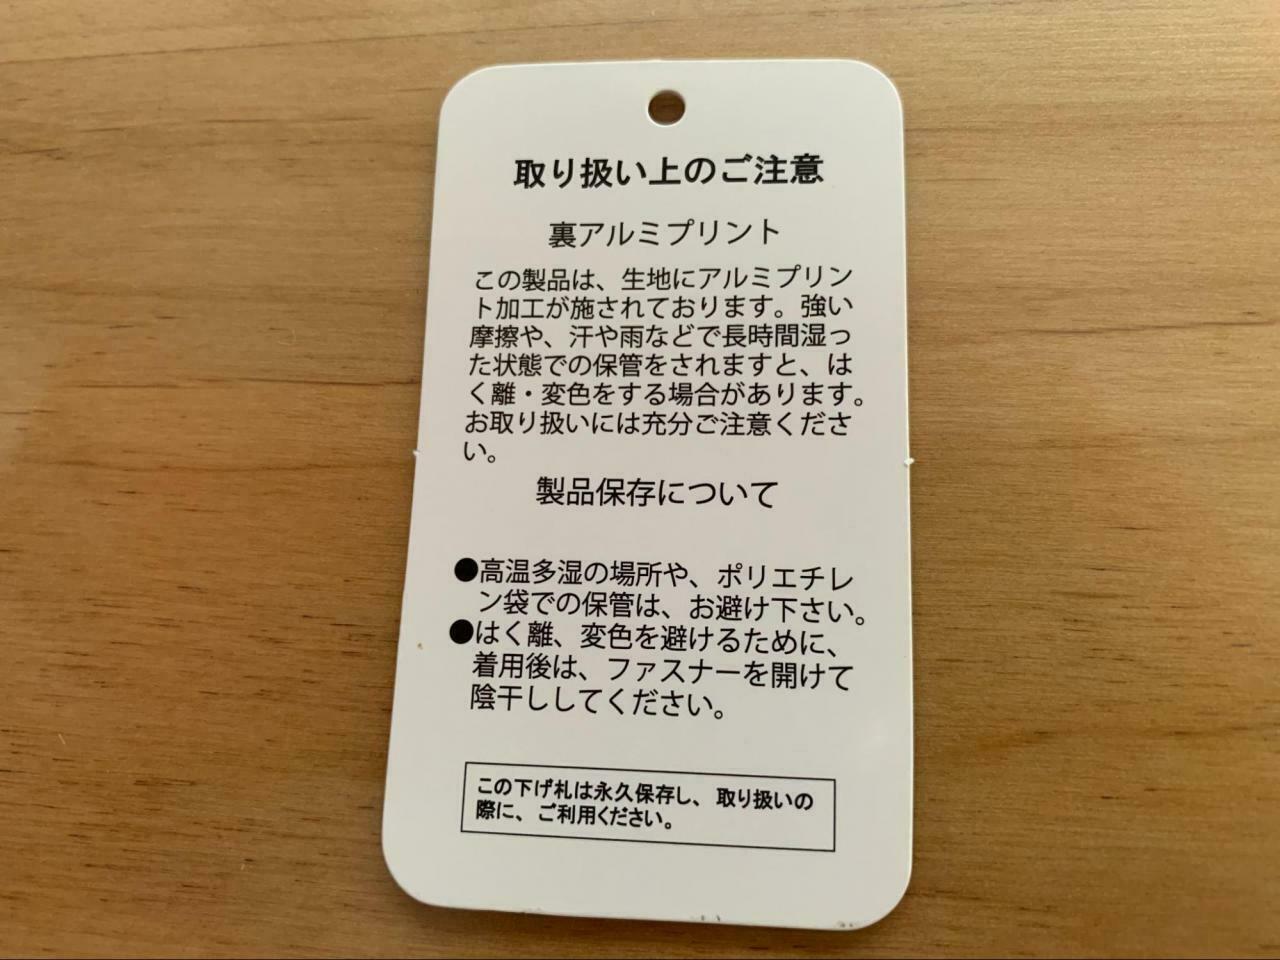 取り扱い上のご注意
裏アルミプリント
この製品は、生地にアルミプリン
ト加工が施されております。強い
摩擦や、汗や雨などで長時間湿っ
た状態での保管をされますと、は
く離・変色をする場合があります。
お取り扱いには充分ご注意くださ
い。
製品保存について
●高温多湿の場所や、ポリエチレ
ン袋での保管は、お避け下さい。
●はく離、変色を避けるために、
着用後は、ファスナーを開けて
陰干ししてください。
この下げ札は永久保存し、取り扱いの
際に、ご利用ください。